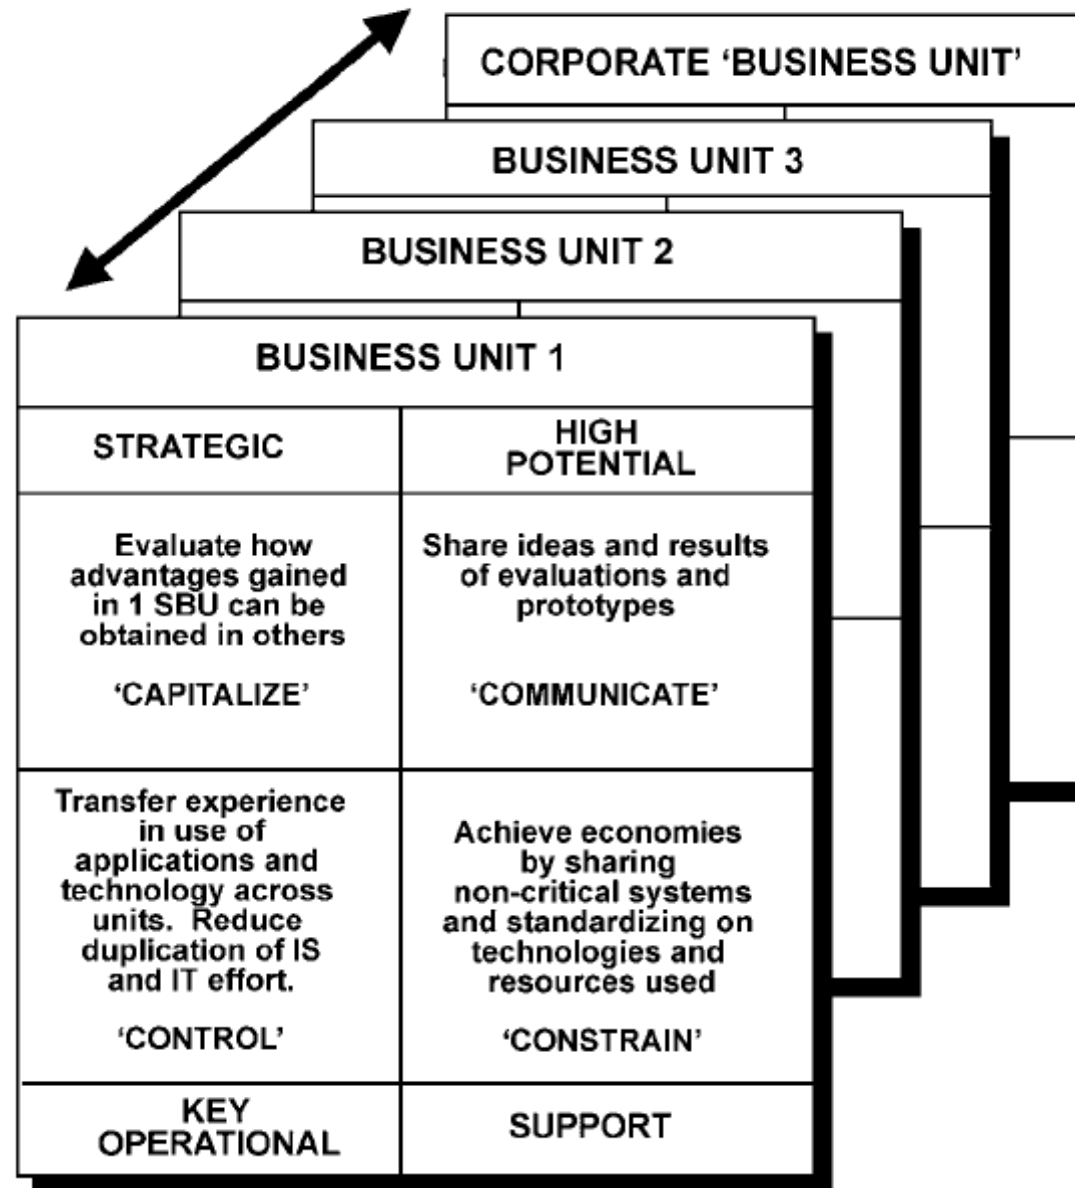 CORPORATE ‘BUSINESS UNIT’
BUSINESS UNIT 3
BUSINESS UNIT 2
BUSINESS UNIT 1
STRATEGIC
HIGH
POTENTIAL
Evaluate how
advantages gained
in 1 SBU can be
obtained in others
‘CAPITALIZE’
Share ideas and results
of evaluations and
prototypes
‘COMMUNICATE’
Transfer experience
in use of
applications and
technology across
units. Reduce
duplication of IS
and IT effort.
‘CONTROL’
Achieve economies
by sharing
non-critical systems
and standardizing on
technologies and
resources used
‘CONSTRAIN’
KEY
OPERATIONAL
SUPPORT